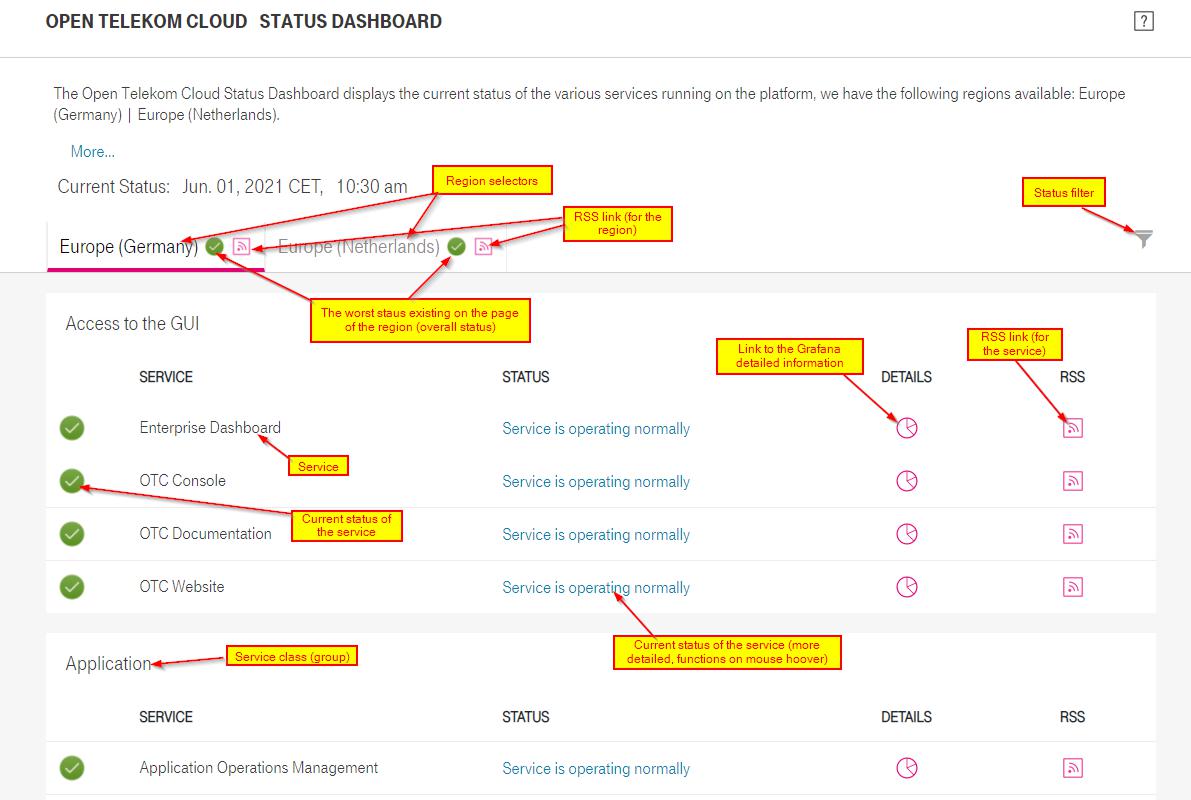 OPEN TELEKOM CLOUD STATUS DASHBOARD
?
The Open Telekom Cloud Status Dashboard displays the current status of the various services running on the platform, we have the following regions available: Europe
(Germany) | Europe (Netherlands).
More...
Current Status: Jun. 01, 2021 CET, 10:30 am
Region selectors
Status filter
RSS link (for the
region)
Europe (Germany)
Europe (Netherlands)
The worst staus existing on the page
of the region (overall status)
Access to the GUI
Link to the Grafana
detailed information
RSS link (for
the service)
SERVICE STATUS DETAILS RSS
Enterprise Dashboard Service is operating normally
Service
OTC Console Service is operating normally
Current status of
the service
OTC Documentation Service is operating normally
OTC Website Service is operating normally
Current status of the service (more
detailed, functions on mouse hoover)
Application
Service class (group)
SERVICE STATUS DETAILS RSS
Application Operations Management Service is operating normally